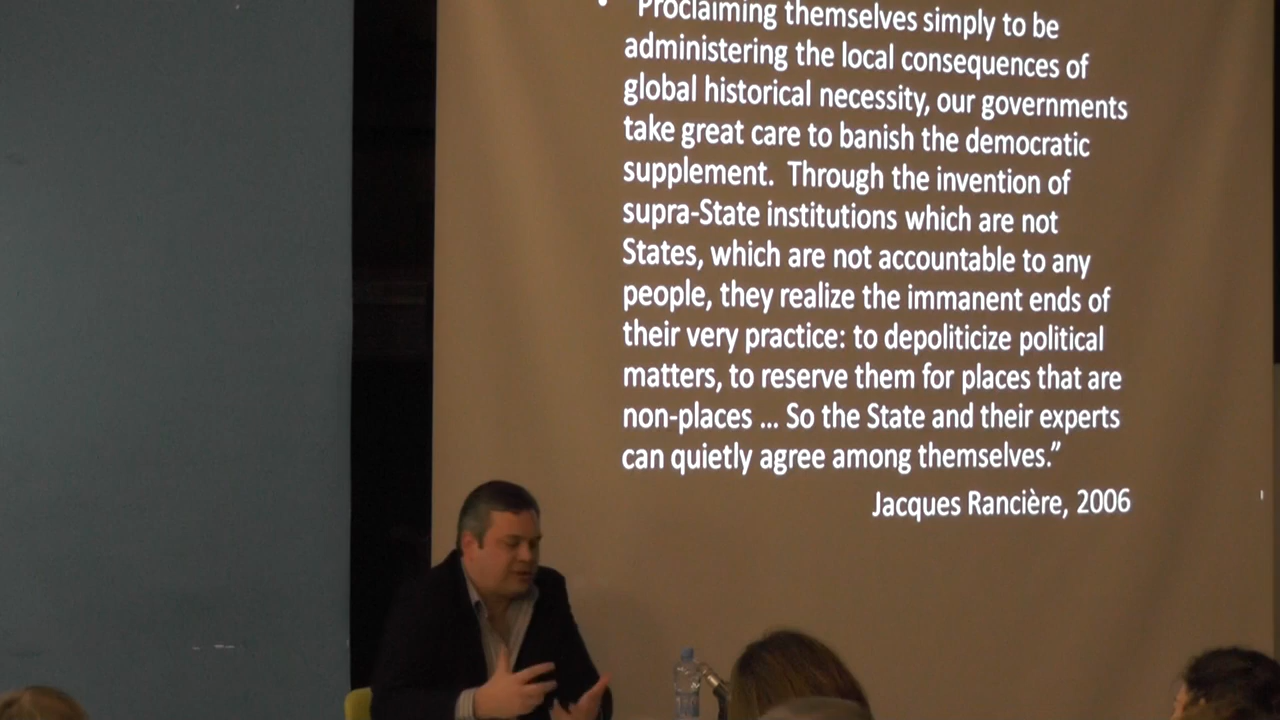 • "Proclaiming themselves simply to be
administering the local consequences of
global historical necessity, our governments
take great care to banish the democratic
supplement.  Through the invention of
supra-State institutions which are not
States, which are not accountable to any
people, they realize the immanent ends of
their very practice: to depoliticize political
matters, to reserve them for places that are
non-places ... So the State and their experts
can quietly agree among themselves.”
Jacques Rancière, 2006